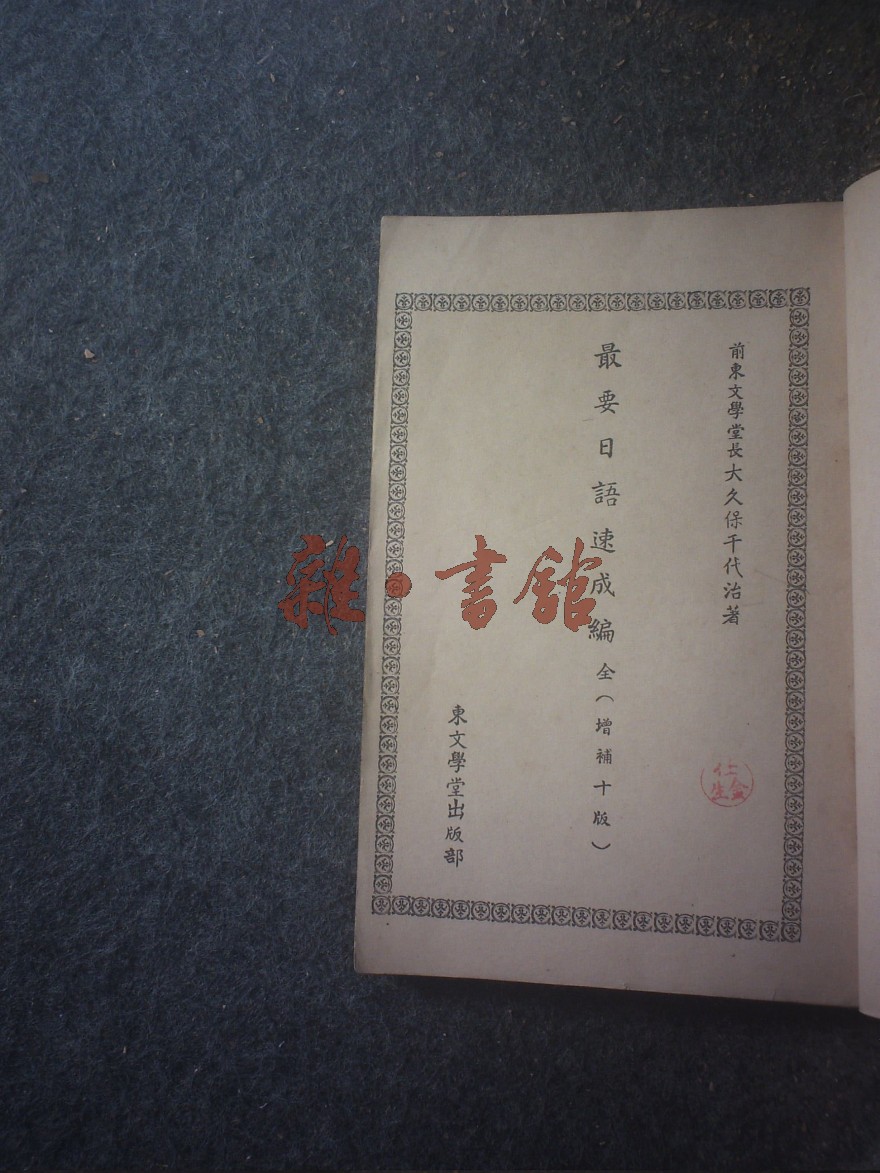 前東文學堂長大久保千代治著
最要日語速成編全(增補十版)
東文學堂出版部
雜·書館